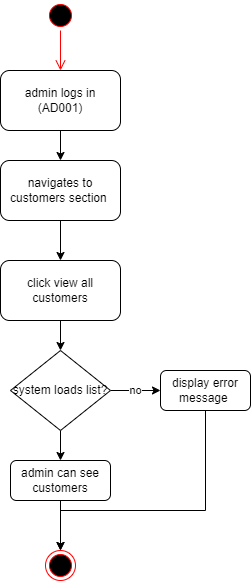 admin logs in
(AD001)
navigates to
customers section
click view all
customers
system loads list?
no
display error
message
admin can see
customers